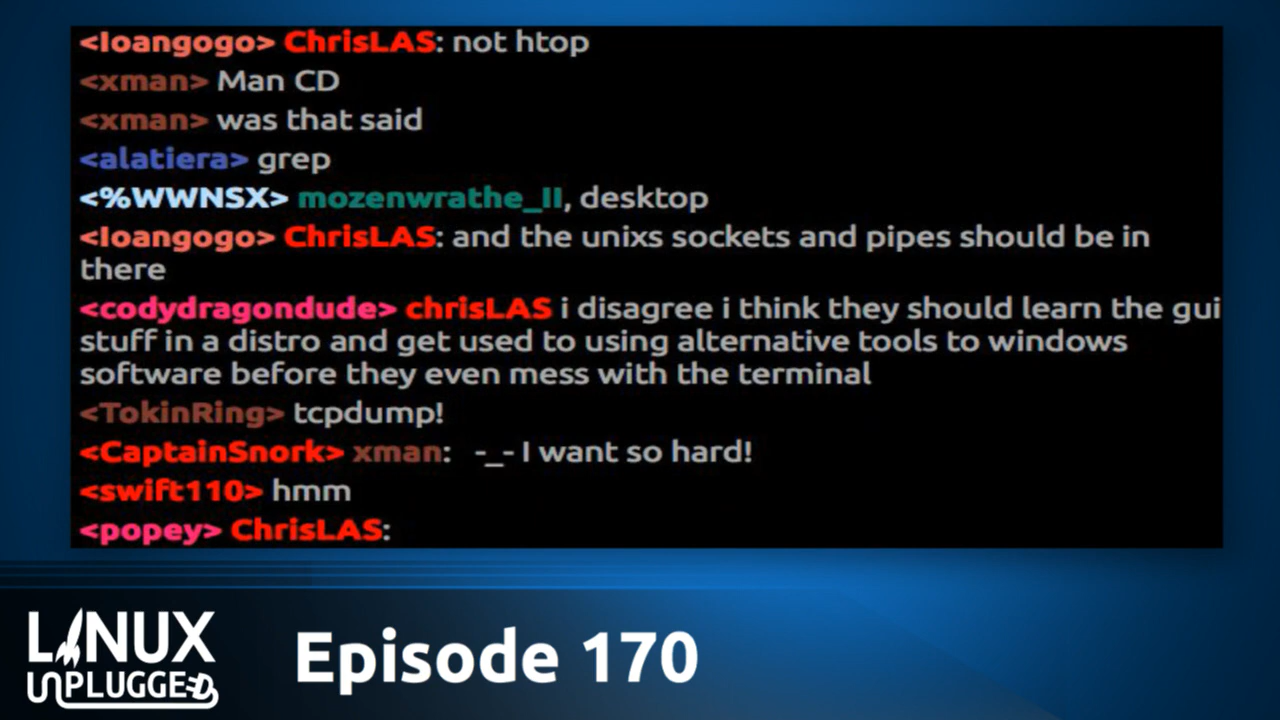 <loangogo> ChrisLAS: not htop
<xman> Man CD
<xman> was that said
<alatiera> grep
<%WWNSX> mozenwrathe_II, desktop
<loangogo> ChrisLAS: and the unixs sockets and pipes should be in
there
<codydragondude> chrisLAS i disagree i think they should learn the gui
stuff in a distro and get used to using alternative tools to windows
software before they even mess with the terminal
<TokinRing> tcpdump!
<CaptainSnork> xman:   -_- I want so hard!
<swift110> hmm
<popey> ChrisLAS:
LINUX
UNPLUGGED
Episode 170